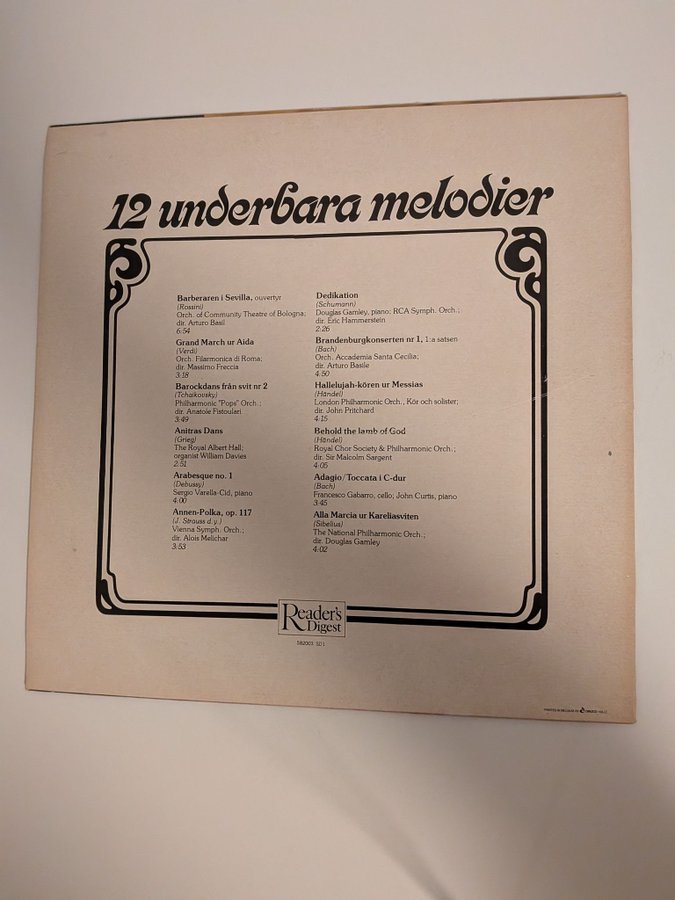 12 underbara melodier
Barberaren i Sevilla, ouvertyr
(Rossini)
Orch. of Community Theatre of Bologna;
dir. Arturo Basil
6:54
Grand March ur Aida
(Verdi)
Orch. Filarmonica di Roma;
dir. Massimo Freccia
3:18
Barockdans från svit nr 2
(Tchaikovsky)
Philharmonic "Pops" Orch.;
dir. Anatole Fistoulari
3:49
Anitras Dans
(Grieg)
The Royal Albert Hall;
organist William Davies
2:51
Arabesque no. 1
(Debussy)
Sergio Varella-Cid, piano
4:00
Annen-Polka, op. 117
(J. Strauss d.y.)
Vienna Symph. Orch.;
dir. Alois Melichar
3:53
Dedikation
(Schumann)
Douglas Gamley, piano; RCA Symph. Orch.;
dir. Eric Hammerstein
2:26
Brandenburgkonserten nr 1, 1:a satsen
(Bach)
Orch. Accademia Santa Cecilia;
dir. Arturo Basile
4:50
Hallelujah-kören ur Messias
(Händel)
London Philharmonic Orch., Kör och solister;
dir. John Pritchard
4:15
Behold the lamb of God
(Händel)
Royal Chor Society & Philharmonic Orch.;
dir. Sir Malcolm Sargent
4:05
Adagio/Toccata i C-dur
(Bach)
Francesco Gabarro, cello; John Curtis, piano
3:45
Alla Marcia ur Kareliasviten
(Sibelius)
The National Philharmonic Orch.;
dir. Douglas Gamley
4:02
Reader's
Digest